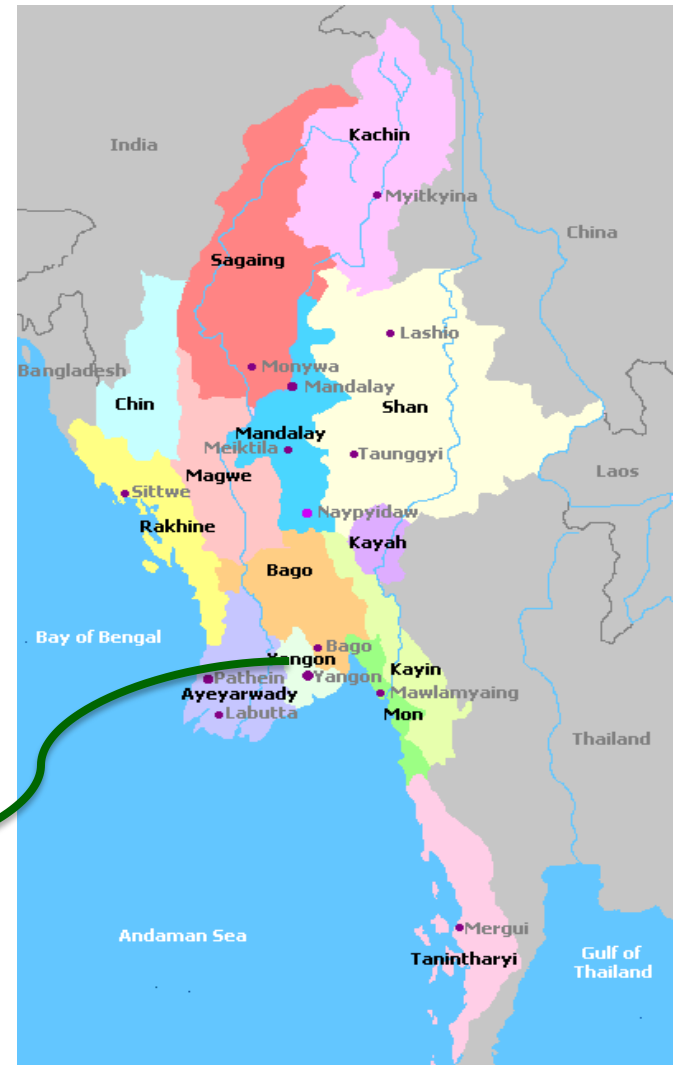 Kachin
India
Myitkyina
China
Sagaing
Lashio
Bangladesh
Monywa
Mandalay
Chin
Shan
Mandalay
Meiktila
Taunggyi
Magwe
Laos
Sittwe
Naypyidaw
Rakhine
Kayah
Bago
Bay of Bengal
Bago
Yangon
Kayin
Pathein
Yangon
Ayeyarwady
Mawlamyaing
Labutta
Mon
Thailand
Mergui
Andaman Sea
Tanintharyi
Gulf of
Thailand